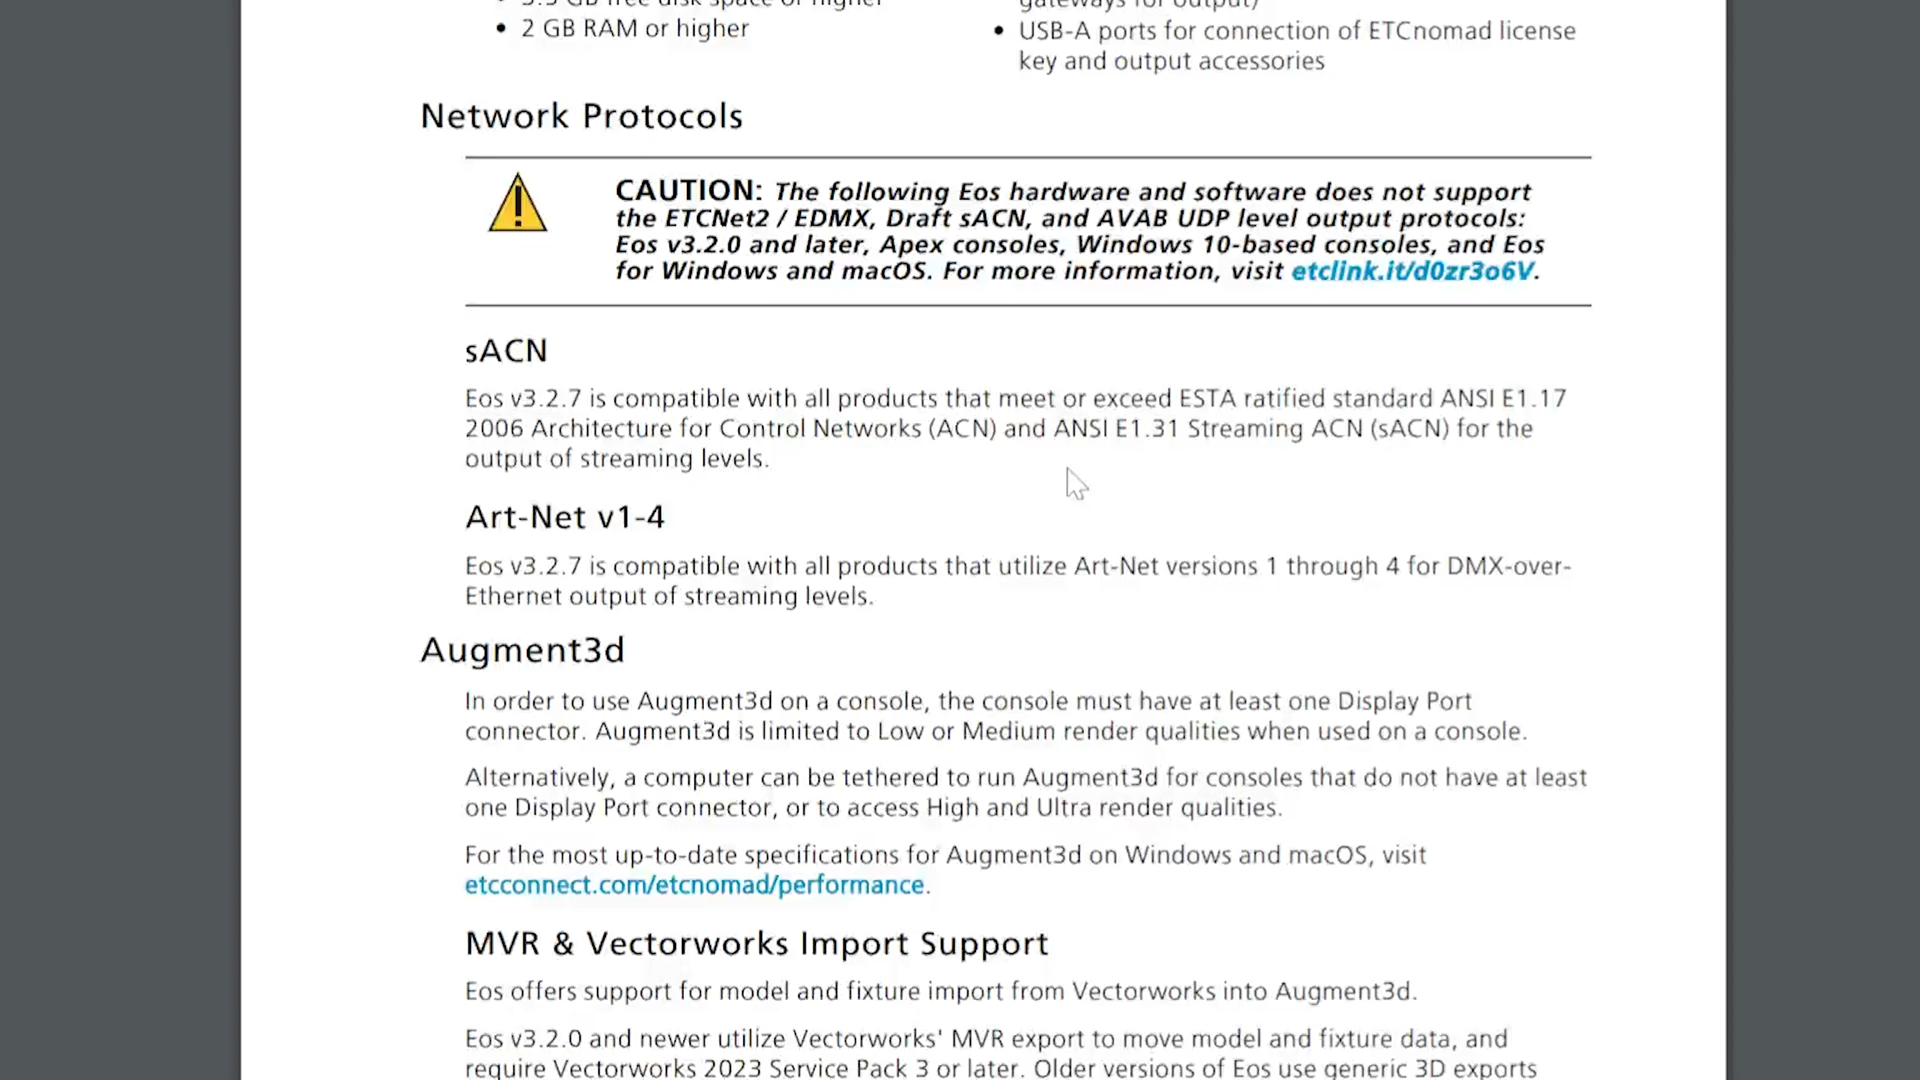 • 3.5 GB free disk space or higher
• 2 GB RAM or higher
gateways for output)
• USB-A ports for connection of ETCnomad license
key and output accessories
Network Protocols
CAUTION: The following Eos hardware and software does not support
the ETCNet2 / EDMX, Draft sACN, and AVAB UDP level output protocols:
Eos v3.2.0 and later, Apex consoles, Windows 10-based consoles, and Eos
for Windows and macOS. For more information, visit etclink.it/d0zr3o6V.
sACN
Eos v3.2.7 is compatible with all products that meet or exceed ESTA ratified standard ANSI E1.17
2006 Architecture for Control Networks (ACN) and ANSI E1.31 Streaming ACN (sACN) for the
output of streaming levels.
Art-Net v1-4
Eos v3.2.7 is compatible with all products that utilize Art-Net versions 1 through 4 for DMX-over-
Ethernet output of streaming levels.
Augment3d
In order to use Augment3d on a console, the console must have at least one Display Port
connector. Augment3d is limited to Low or Medium render qualities when used on a console.
Alternatively, a computer can be tethered to run Augment3d for consoles that do not have at least
one Display Port connector, or to access High and Ultra render qualities.
For the most up-to-date specifications for Augment3d on Windows and macOS, visit
etcconnect.com/etcnomad/performance.
MVR & Vectorworks Import Support
Eos offers support for model and fixture import from Vectorworks into Augment3d.
Eos v3.2.0 and newer utilize Vectorworks' MVR export to move model and fixture data, and
require Vectorworks 2023 Service Pack 3 or later. Older versions of Eos use generic 3D exports